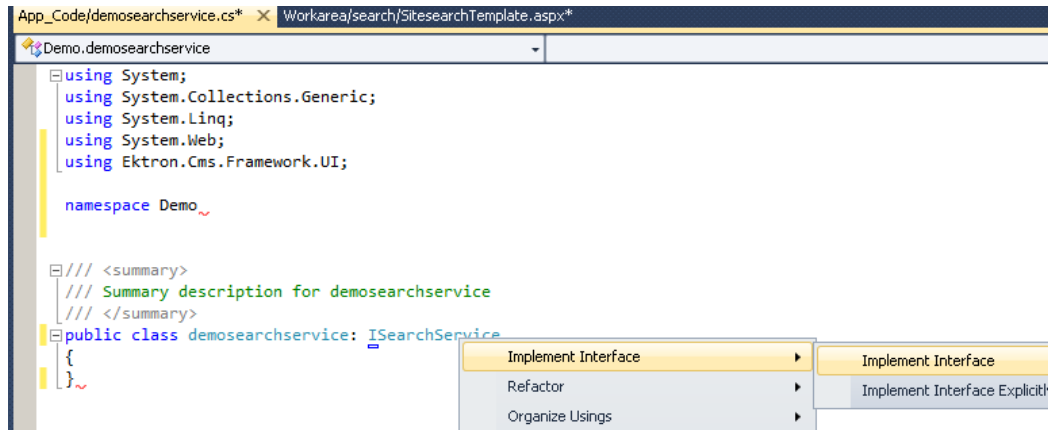 App_Code/demosearchservice.cs* Workarea/search/SitesearchTemplate.aspx*
Demo.demosearchservice
using System;
using System.Collections.Generic;
using System.Linq;
using System.Web;
using Ektron.Cms.Framework.UI;
namespace Demo
/// <summary>
/// Summary description for demosearchservice
/// </summary>
public class demosearchservice: ISearchService
{
}
Implement Interface
Refactor
Organize Usings
Implement Interface
Implement Interface Explicitly